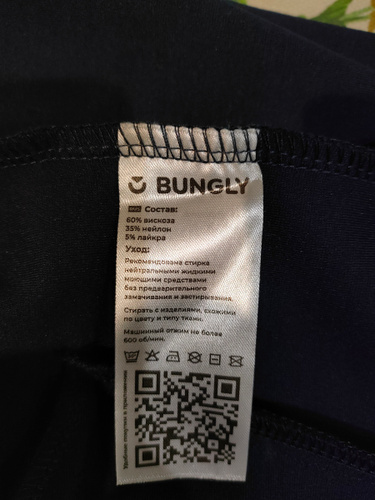 BUNGLY
RUS Состав:
60% вискоза
35% нейлон
5% лайкра
Уход:
Рекомендована стирка
нейтральными жидкими
моющими средствами
без предварительного
замачивания и застирывания.
Стирать с изделиями, схожими
по цвету и типу ткани.
Машинный отжим не более
600 об/мин.